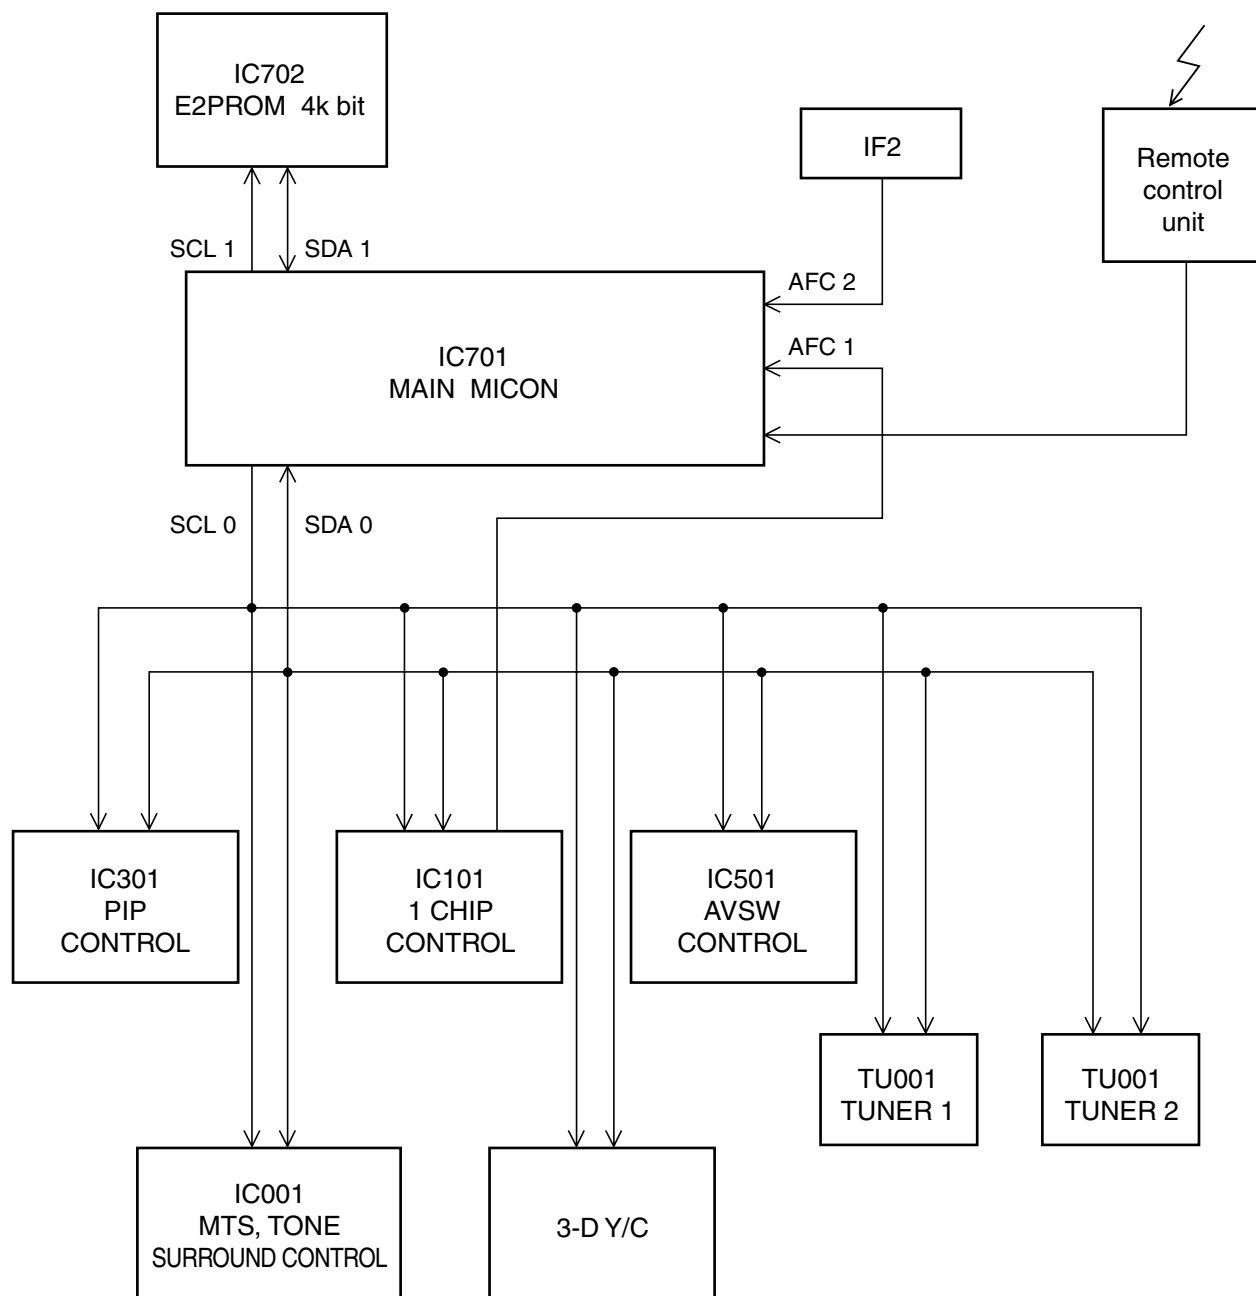 IC702
E2PROM 4k bit
IF2
Remote
control
unit
SCL 1
SDA 1
AFC 2
IC701
MAIN MICON
AFC 1
SCL 0
SDA 0
IC301
PIP
CONTROL
IC101
1 CHIP
CONTROL
IC501
AVSW
CONTROL
TU001
TUNER 1
TU001
TUNER 2
IC001
MTS, TONE
SURROUND CONTROL
3-D Y/C